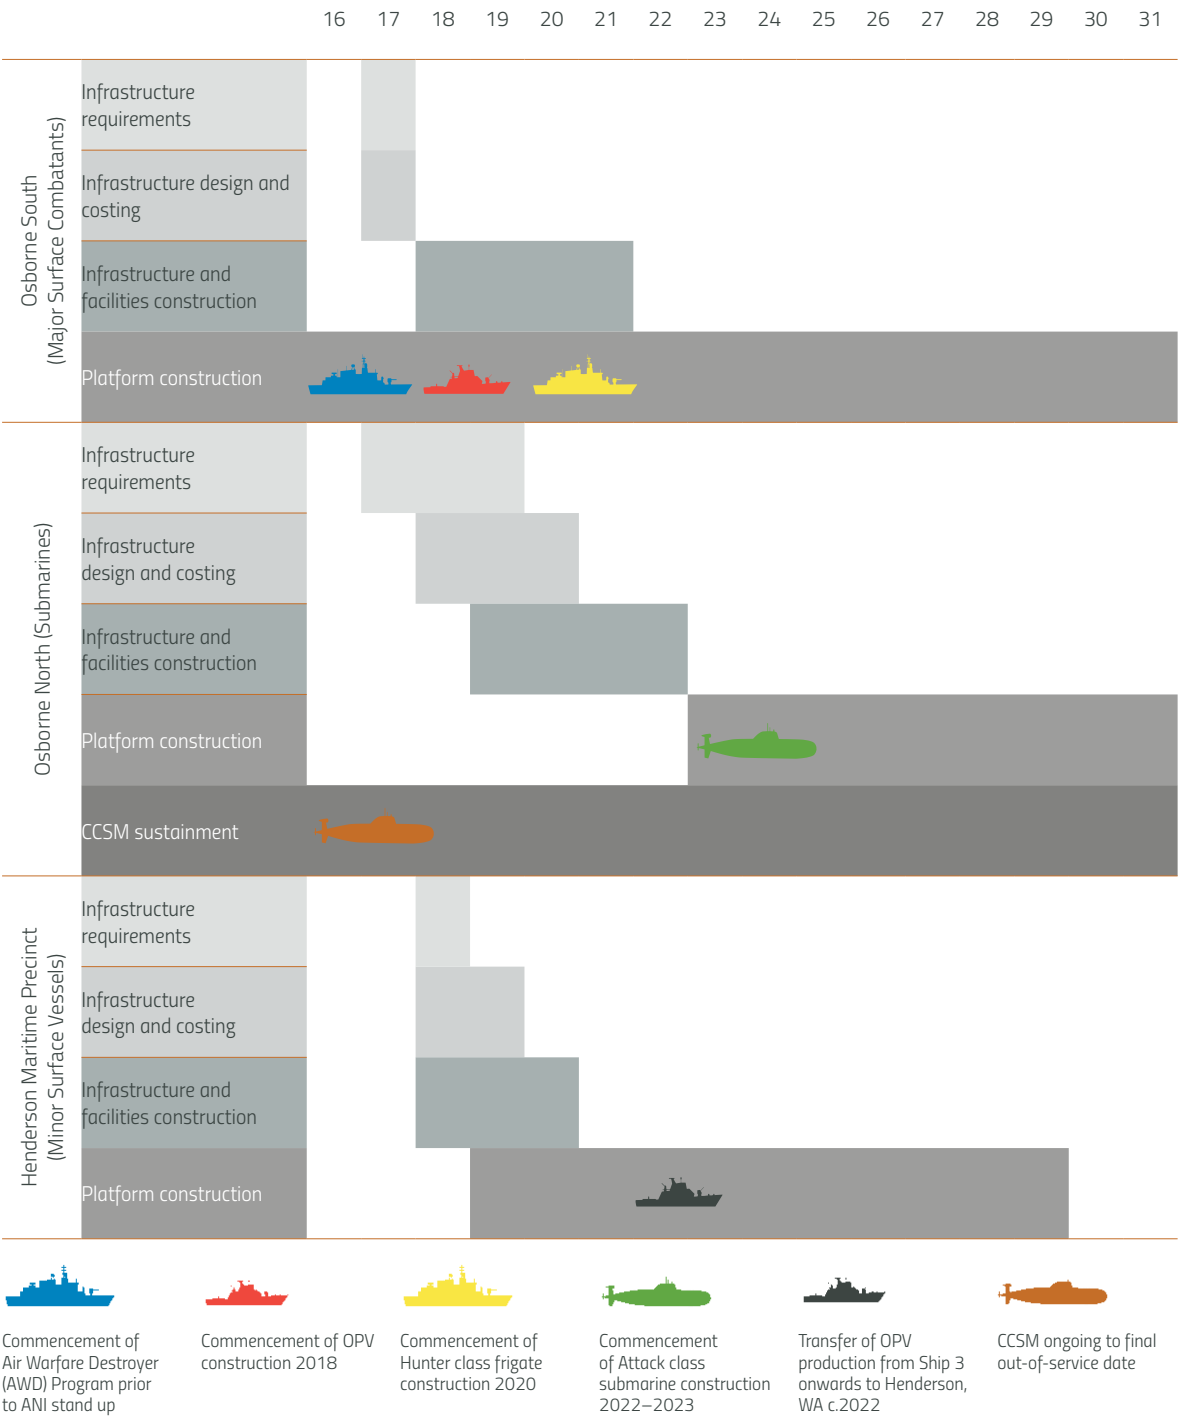 16 17 18 19 20 21 22 23 24 25 26 27 28 29 30 31
Osborne South
(Major Surface Combatants)
Infrastructure
requirements
Infrastructure design and
costing
Infrastructure and
facilities construction
Platform construction
Osborne North (Submarines)
Infrastructure
requirements
Infrastructure
design and costing
Infrastructure and
facilities construction
Platform construction
CCSM sustainment
Henderson Maritime Precinct
(Minor Surface Vessels)
Infrastructure
requirements
Infrastructure
design and costing
Infrastructure and
facilities construction
Platform construction
Commencement of
Air Warfare Destroyer
(AWD) Program prior
to ANI stand up
Commencement of OPV
construction 2018
Commencement of
Hunter class frigate
construction 2020
Commencement
of Attack class
submarine construction
2022–2023
Transfer of OPV
production from Ship 3
onwards to Henderson,
WA c.2022
CCSM ongoing to final
out-of-service date